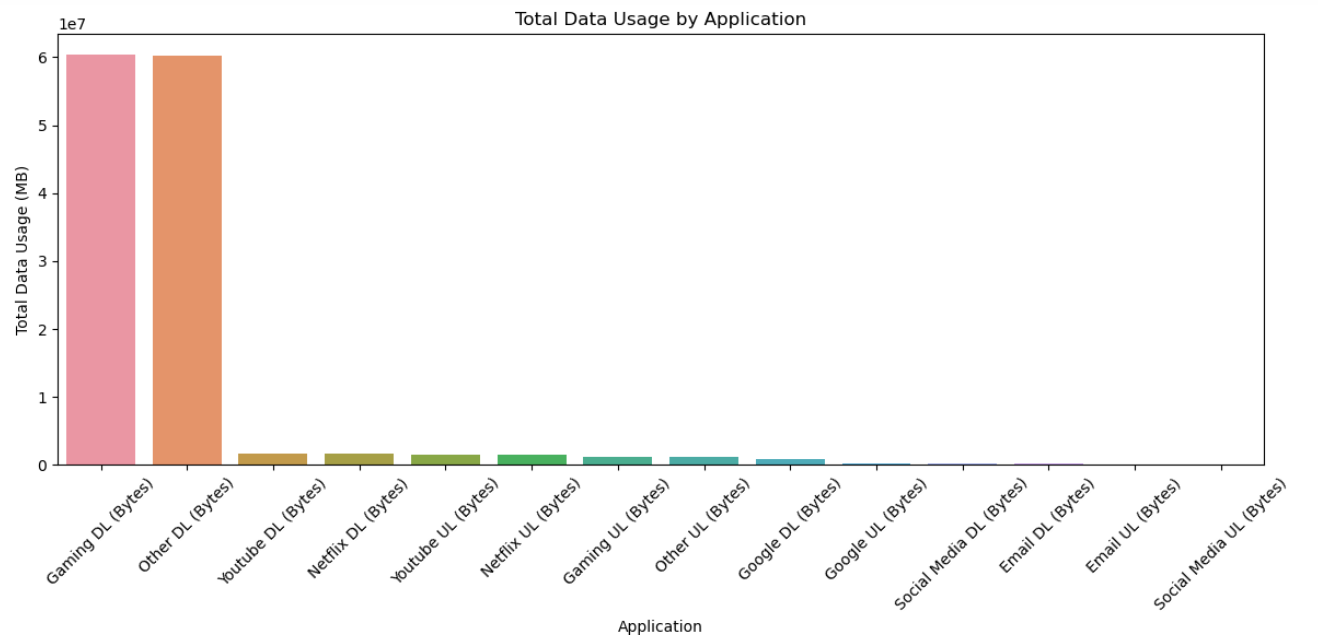 Total Data Usage by Application
1e7
6
5
4
3
2
1
0
Total Data Usage (MB)
Gaming DL (Bytes)
Other DL (Bytes)
Youtube DL (Bytes)
Netflix DL (Bytes)
Youtube UL (Bytes)
Netflix UL (Bytes)
Gaming UL (Bytes)
Other UL (Bytes)
Google DL (Bytes)
Google UL (Bytes)
Social Media DL (Bytes)
Email DL (Bytes)
Email UL (Bytes)
Social Media UL (Bytes)
Application